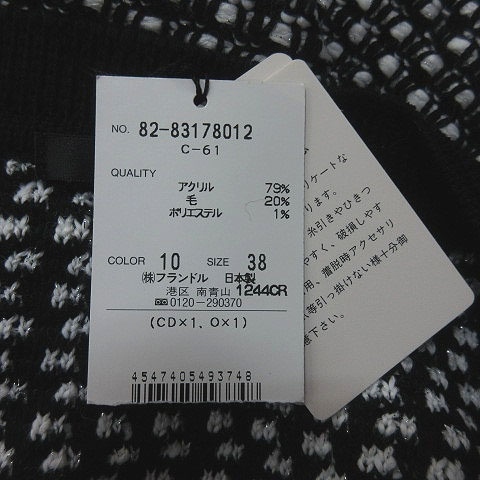 NO. 82-83178012
C-61
QUALITY
アクリル 79%
毛 20%
ポリエステル 1%
COLOR 10 SIZE 38
㈱フランドル 日本製
港区 南青山 1244CR
0120-290370
(CD×1, O×1)
4547405493748
リケートな
ります。
糸引きやひきつ
やすく、破損しやす
用、着脱時アクセサリ
等引っ掛けない様十分御
意下さい。